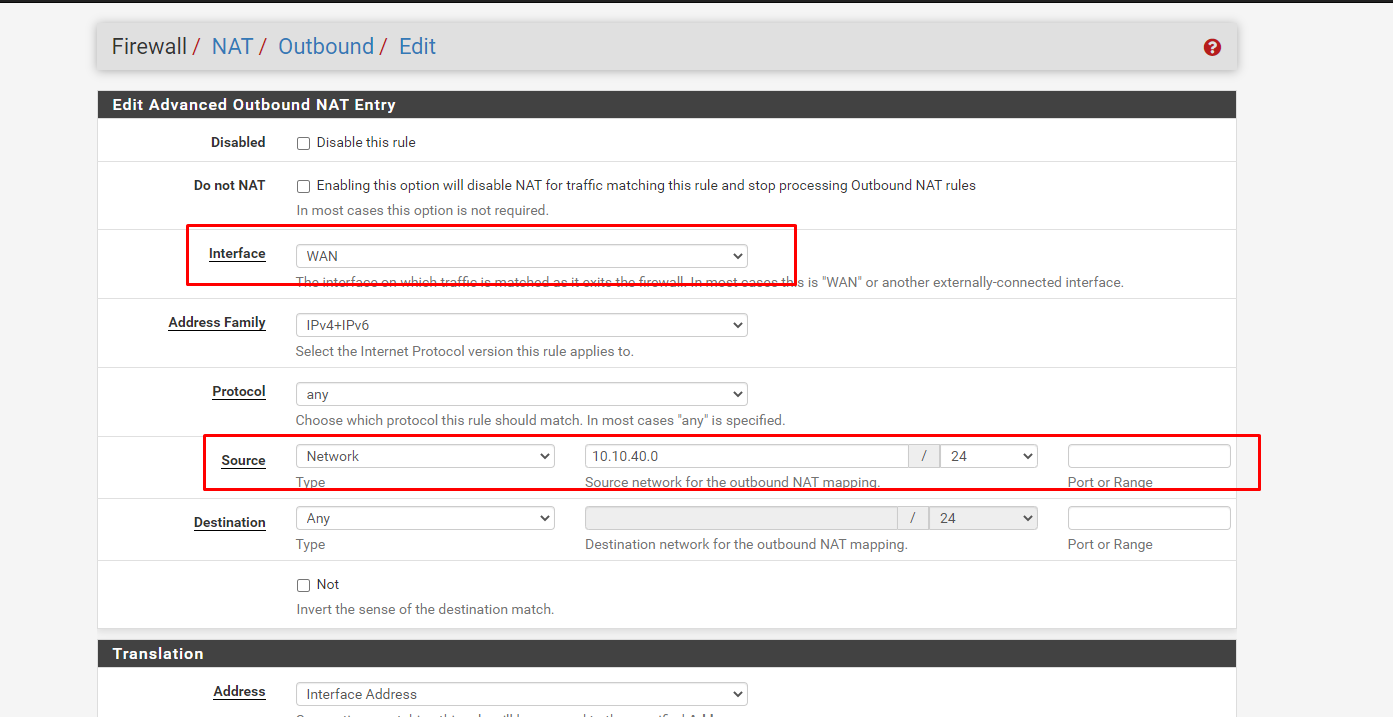 Firewall / NAT / Outbound / Edit
Edit Advanced Outbound NAT Entry
Disabled Disable this rule
Do not NAT Enabling this option will disable NAT for traffic matching this rule and stop processing Outbound NAT rules
In most cases this option is not required.
Interface WAN
The interface on which traffic is matched as it exits the firewall. In most cases this is "WAN" or another externally-connected interface.
Address Family IPv4+IPv6
Select the Internet Protocol version this rule applies to.
Protocol any
Choose which protocol this rule should match. In most cases "any" is specified.
Source Network 10.10.40.0 / 24
Type Source network for the outbound NAT mapping. Port or Range
Destination Any / 24
Type Destination network for the outbound NAT mapping. Port or Range
Not
Invert the sense of the destination match.
Translation
Address Interface Address